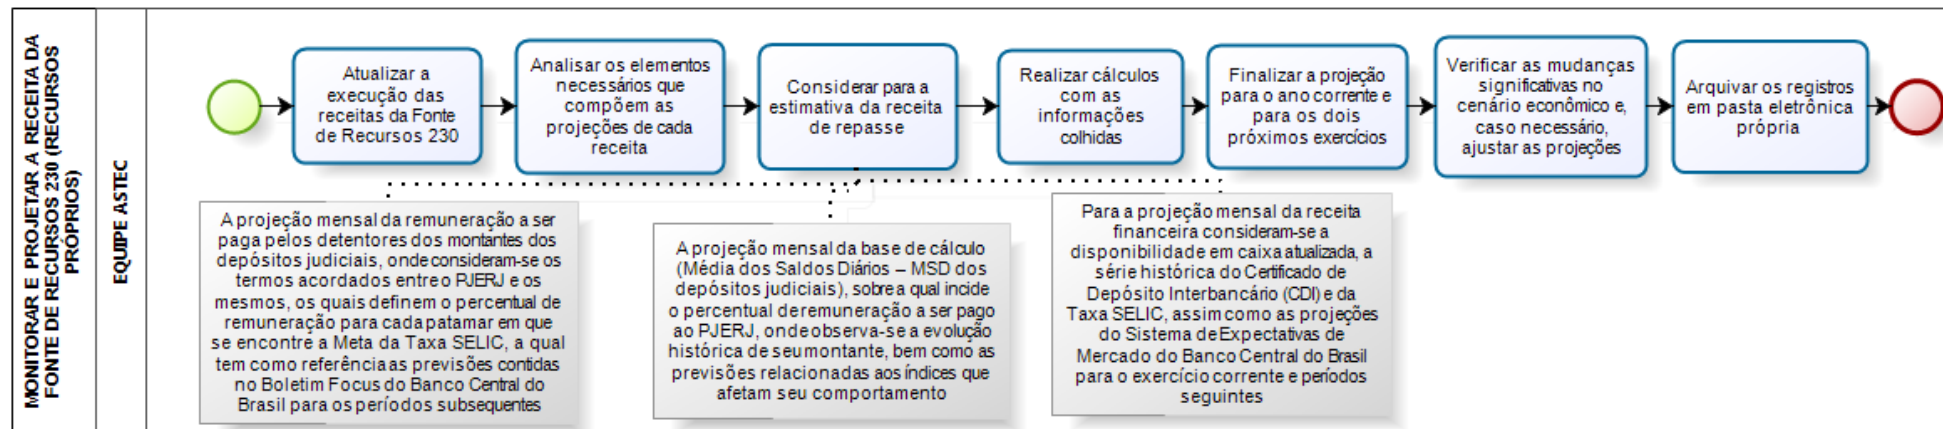 MONITORAR E PROJETAR A RECEITA DA
FONTE DE RECURSOS 230 (RECURSOS
PRÓPRIOS)
EQUIPE ASTEC
Atualizar a
execução das
receitas da Fonte
de Recursos 230
Analisar os elementos
necessários que
compõem as
projeções de cada
receita
Considerar para a
estimativa da receita
de repasse
Realizar cálculos
com as
informações
colhidas
Finalizar a projeção
para o ano corrente e
para os dois
próximos exercícios
Verificar as mudanças
significativas no
cenário econômico e,
caso necessário,
ajustar as projeções
Arquivar os registros
em pasta eletrônica
própria
A projeção mensal da remuneração a ser
paga pelos detentores dos montantes dos
depósitos judiciais, onde consideram-se os
termos acordados entre o PJERJ e os
mesmos, os quais definem o percentual de
remuneração para cada patamar em que
se encontre a Meta da Taxa SELIC, a qual
tem como referência as previsões contidas
no Boletim Focus do Banco Central do
Brasil para os períodos subsequentes
A projeção mensal da base de cálculo
(Média dos Saldos Diários – MSD dos
depósitos judiciais), sobre a qual incide
o percentual de remuneração a ser pago
ao PJERJ, onde observa-se a evolução
histórica de seu montante, bem como as
previsões relacionadas aos índices que
afetam seu comportamento
Para a projeção mensal da receita
financeira consideram-se a
disponibilidade em caixa atualizada, a
série histórica do Certificado de
Depósito Interbancário (CDI) e da
Taxa SELIC, assim como as projeções
do Sistema de Expectativas de
Mercado do Banco Central do Brasil
para o exercício corrente e períodos
seguintes